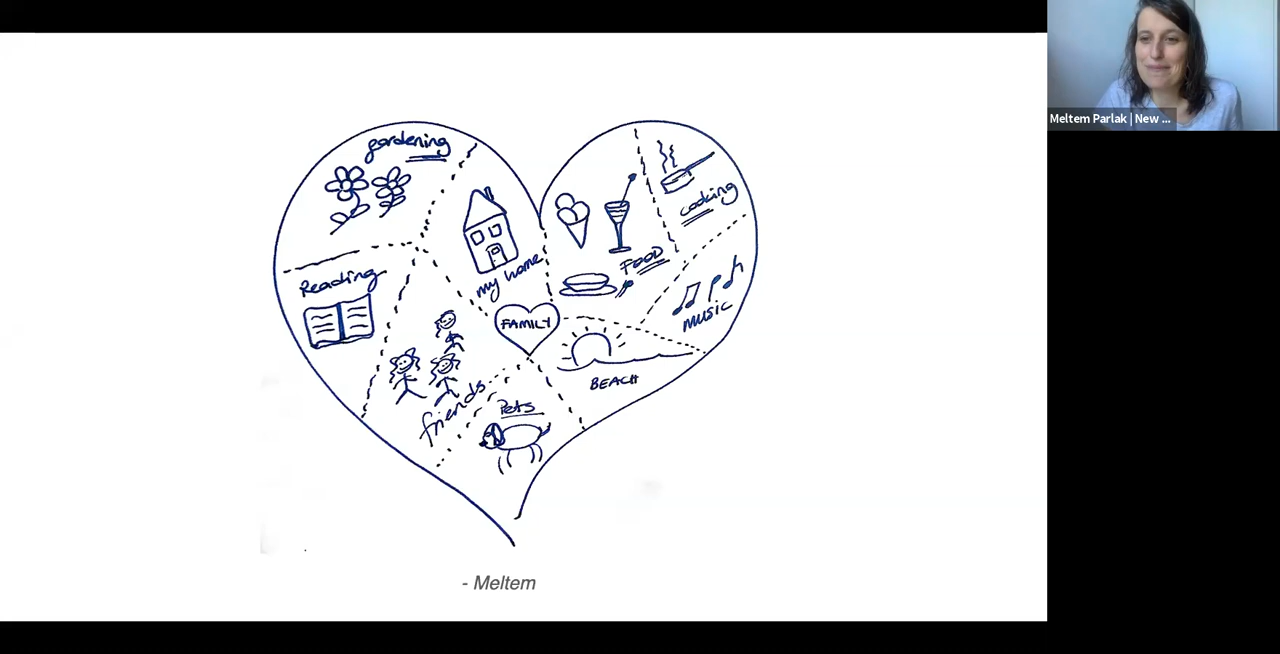 Meltem Parlak | New ...
gardening
cooking
my home
FOOD
Reading
MUSIC
FAMILY
BEACH
friends
Pets
- Meltem